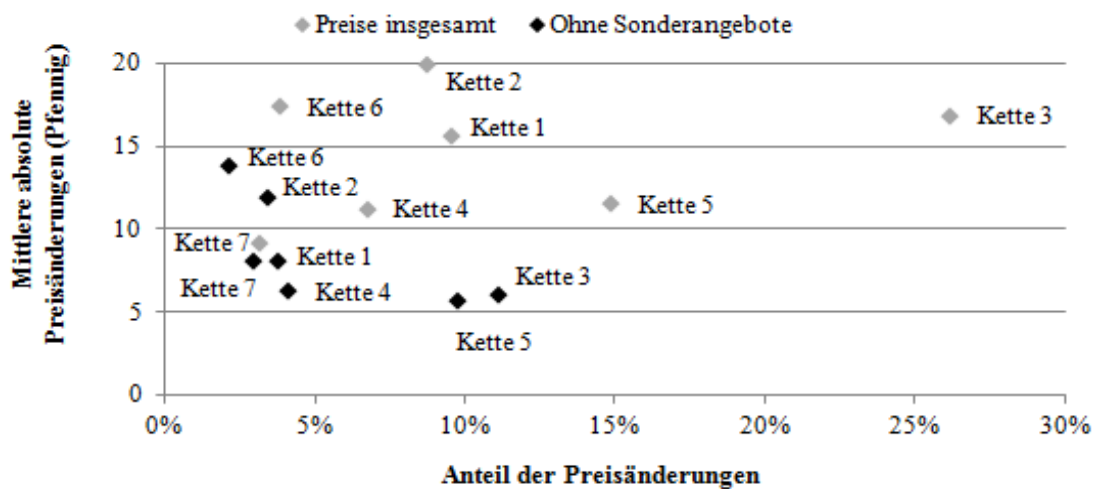 Preise insgesamt Ohne Sonderangebote
Mittlere absolute
Preisänderungen (Pfennig)
20
Kette 2
Kette 6
Kette 1
Kette 3
15
Kette 6
Kette 2
Kette 4
Kette 5
10
Kette 7
Kette 1
Kette 7
Kette 4
Kette 3
5
Kette 5
0
0% 5% 10% 15% 20% 25% 30%
Anteil der Preisänderungen